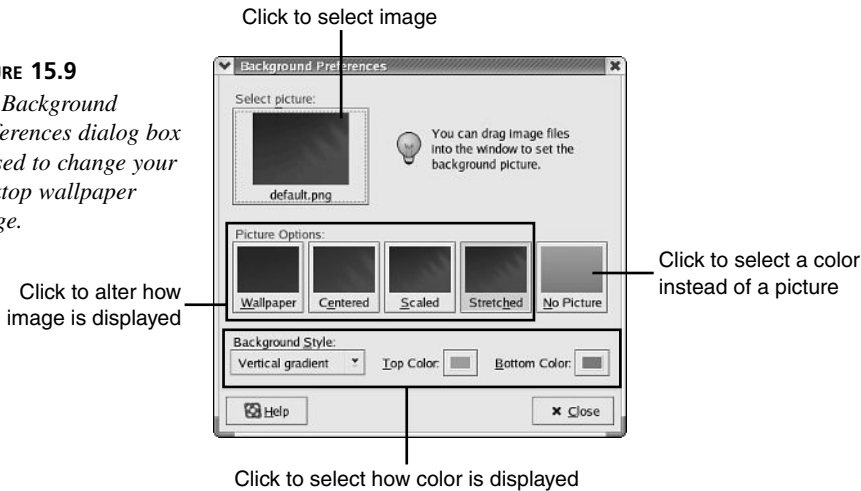 Click to select image
URE 15.9
Background
ferences dialog box
sed to change your
top wallpaper
ge.
Background Preferences
Select picture:
default.png
You can drag image files
into the window to set the
background picture.
Picture Options:
Wallpaper
Centered
Scaled
Stretched
No Picture
Click to select a color
instead of a picture
Click to alter how
image is displayed
Background Style:
Vertical gradient
Top Color:
Bottom Color:
Help
Close
Click to select how color is displayed